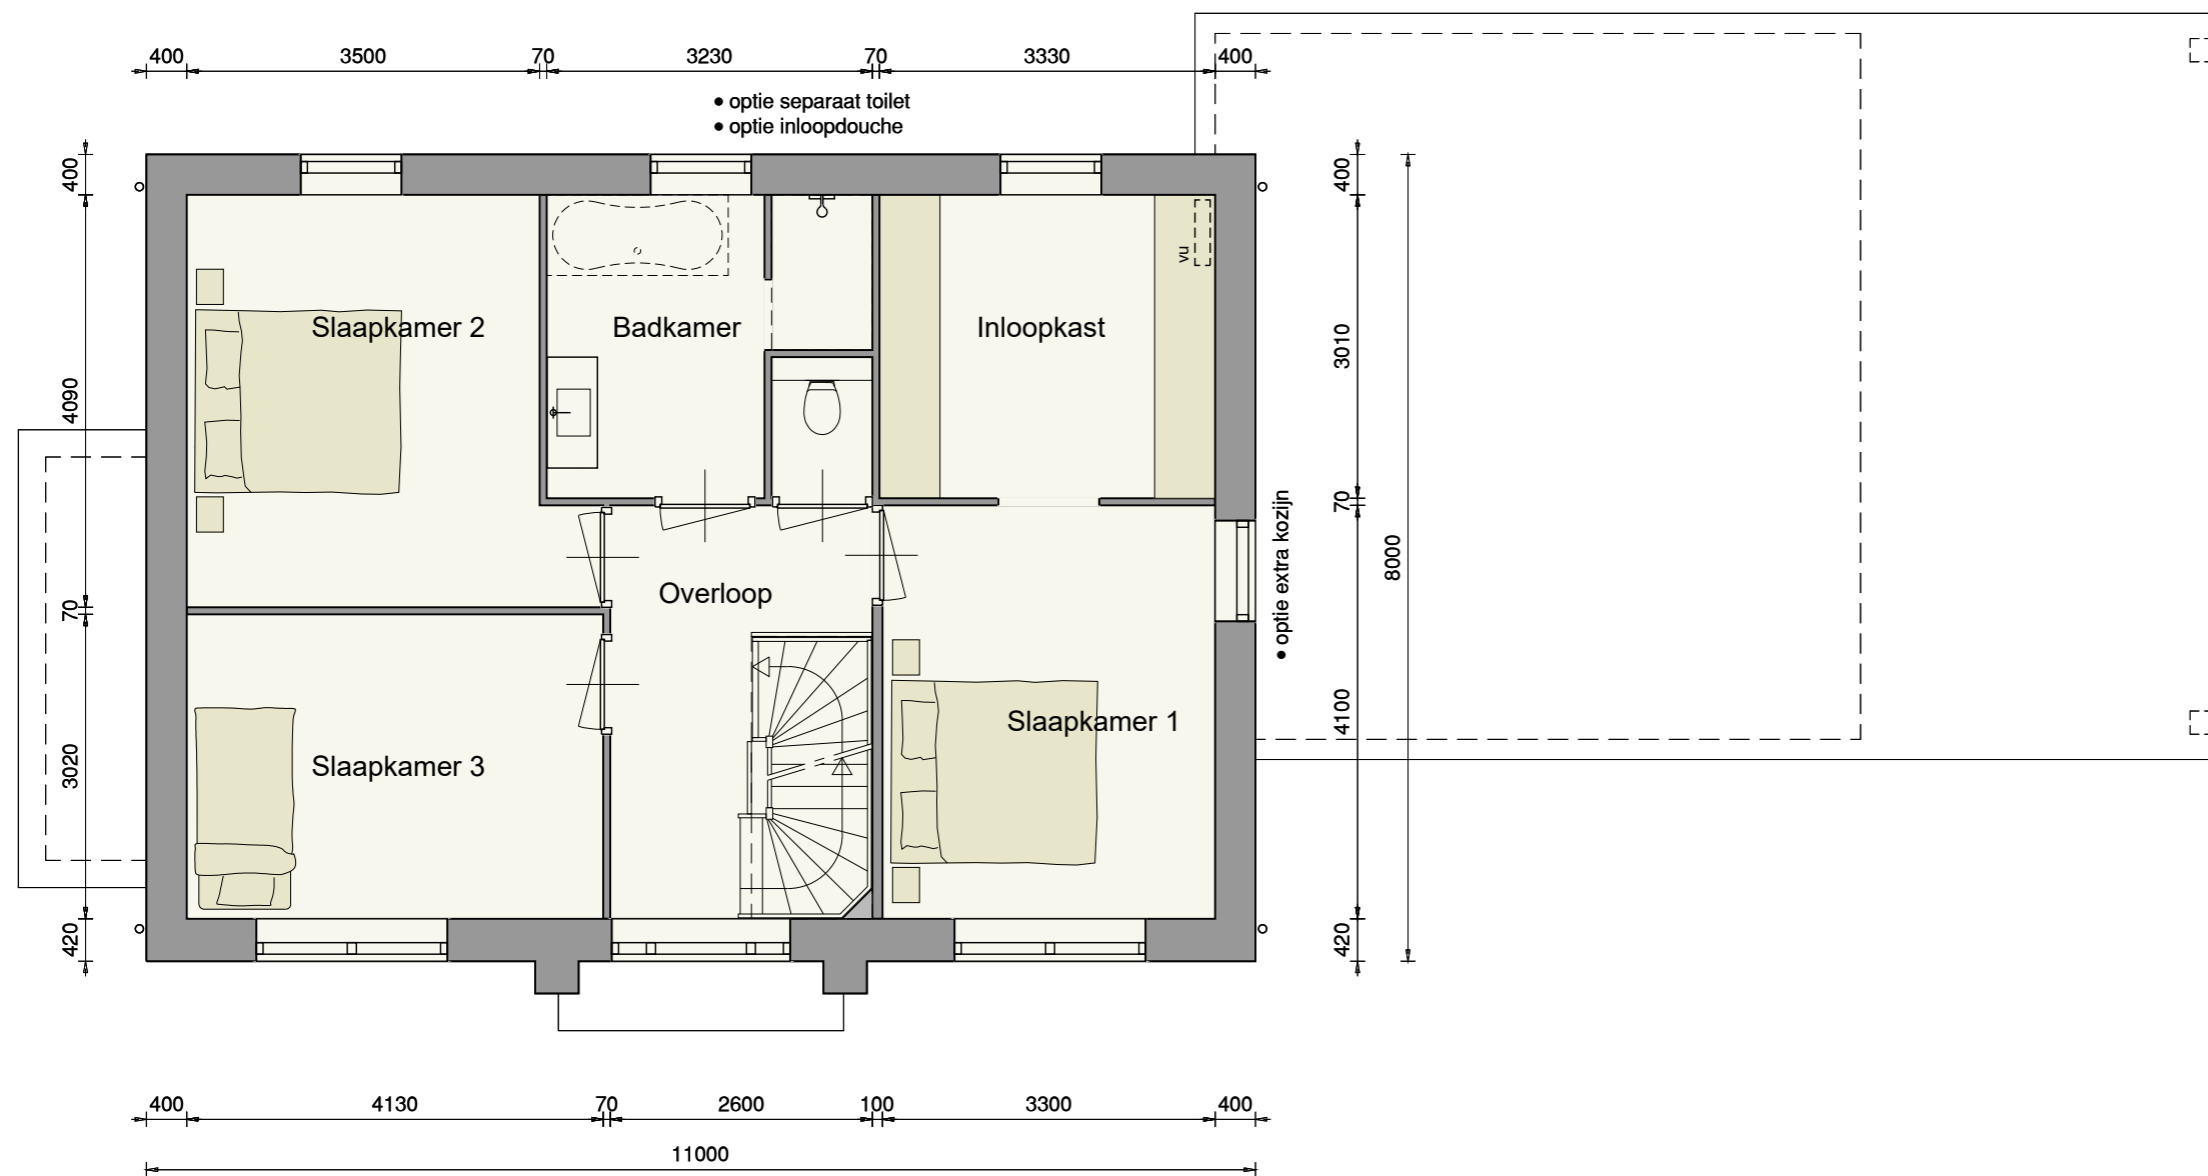 400 3500 70 3230 70 3330 400
• optie separaat toilet
• optie inloopdouche
400
4090
70
3020
420
Slaapkamer 2
Badkamer
Inloopkast
vu
Overloop
Slaapkamer 3
Slaapkamer 1
• optie extra kozijn
400
3010
70
4100
420
8000
400 4130 70 2600 100 3300 400
11000